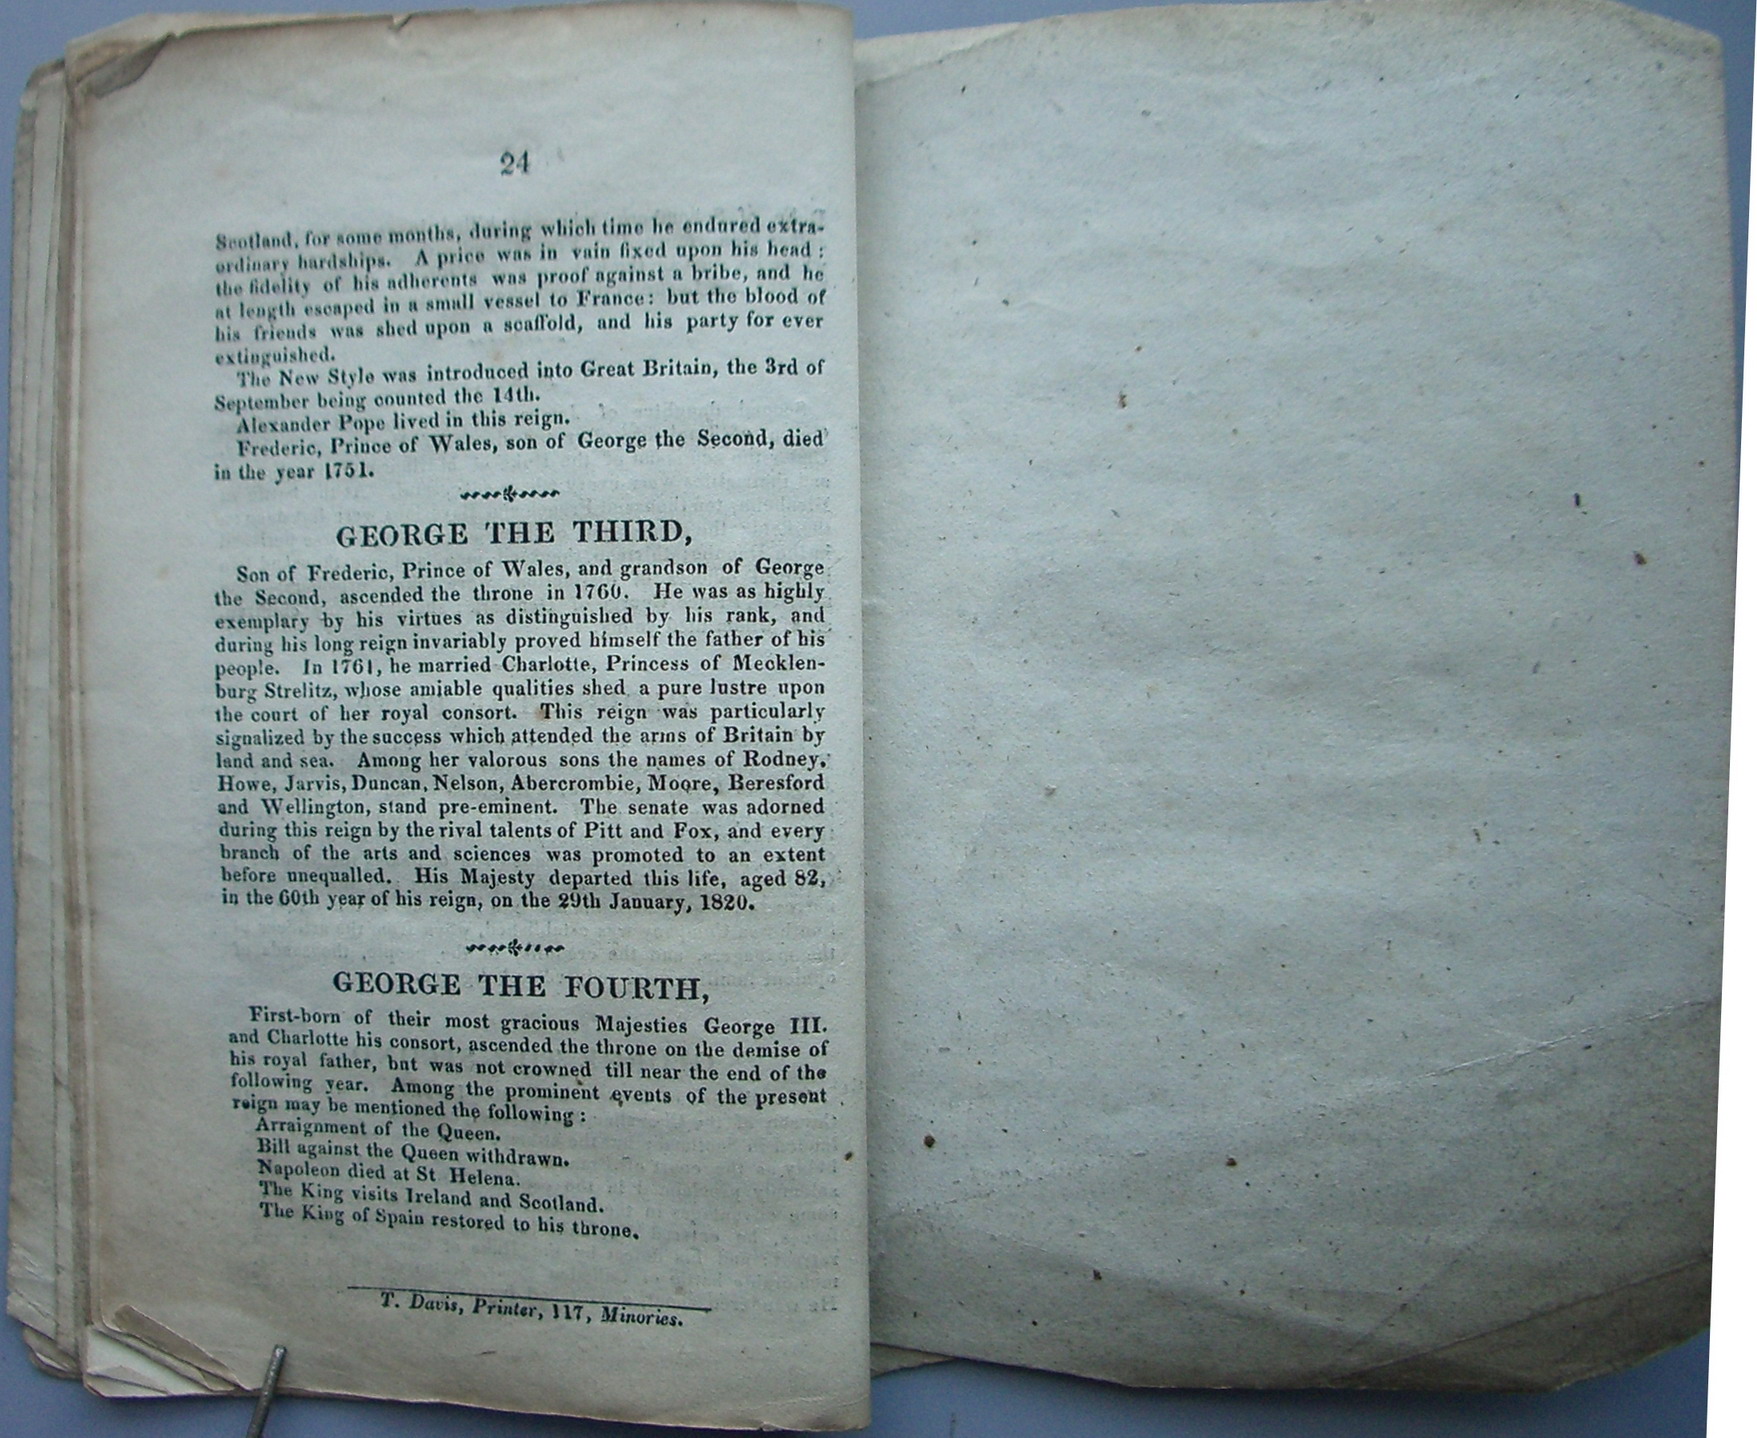 24
Scotland, for some months, during which time he endured extra-
ordinary hardships. A price was in vain fixed upon his head :
the fidelity of his adherents was proof against a bribe, and he
at length escaped in a small vessel to France: but the blood of
his friends was shed upon a scaffold, and his party for ever
extinguished.
The New Style was introduced into Great Britain, the 3rd of
September being counted the 14th.
Alexander Pope lived in this reign.
Frederic, Prince of Wales, son of George the Second, died
in the year 1751.
GEORGE THE THIRD,
Son of Frederic, Prince of Wales, and grandson of George
the Second, ascended the throne in 1760. He was as highly
exemplary by his virtues as distinguished by his rank, and
during his long reign invariably proved himself the father of his
people. In 1761, he married Charlotte, Princess of Mecklen-
burg Strelitz, whose amiable qualities shed a pure lustre upon
the court of her royal consort. This reign was particularly
signalized by the success which attended the arms of Britain by
land and sea. Among her valorous sons the names of Rodney,
Howe, Jarvis, Duncan, Nelson, Abercrombie, Moore, Beresford
and Wellington, stand pre-eminent. The senate was adorned
during this reign by the rival talents of Pitt and Fox, and every
branch of the arts and sciences was promoted to an extent
before unequalled. His Majesty departed this life, aged 82,
in the 60th year of his reign, on the 29th January, 1820.
GEORGE THE FOURTH,
First-born of their most gracious Majesties George III.
and Charlotte his consort, ascended the throne on the demise of
his royal father, bnt was not crowned till near the end of the
following year. Among the prominent events of the present
reign may be mentioned the following :
Arraignment of the Queen.
Bill against the Queen withdrawn.
Napoleon died at St Helena.
The King visits Ireland and Scotland.
The King of Spain restored to his throne.
T. Davis, Printer, 117, Minories.